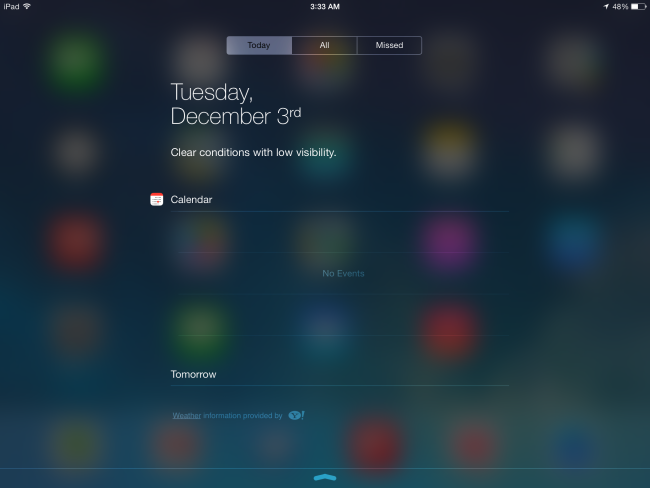 iPad 3:33 AM 48%
Today All Missed
Tuesday,
December 3rd
Clear conditions with low visibility.
Calendar
No Events
Tomorrow
Weather information provided by Y!